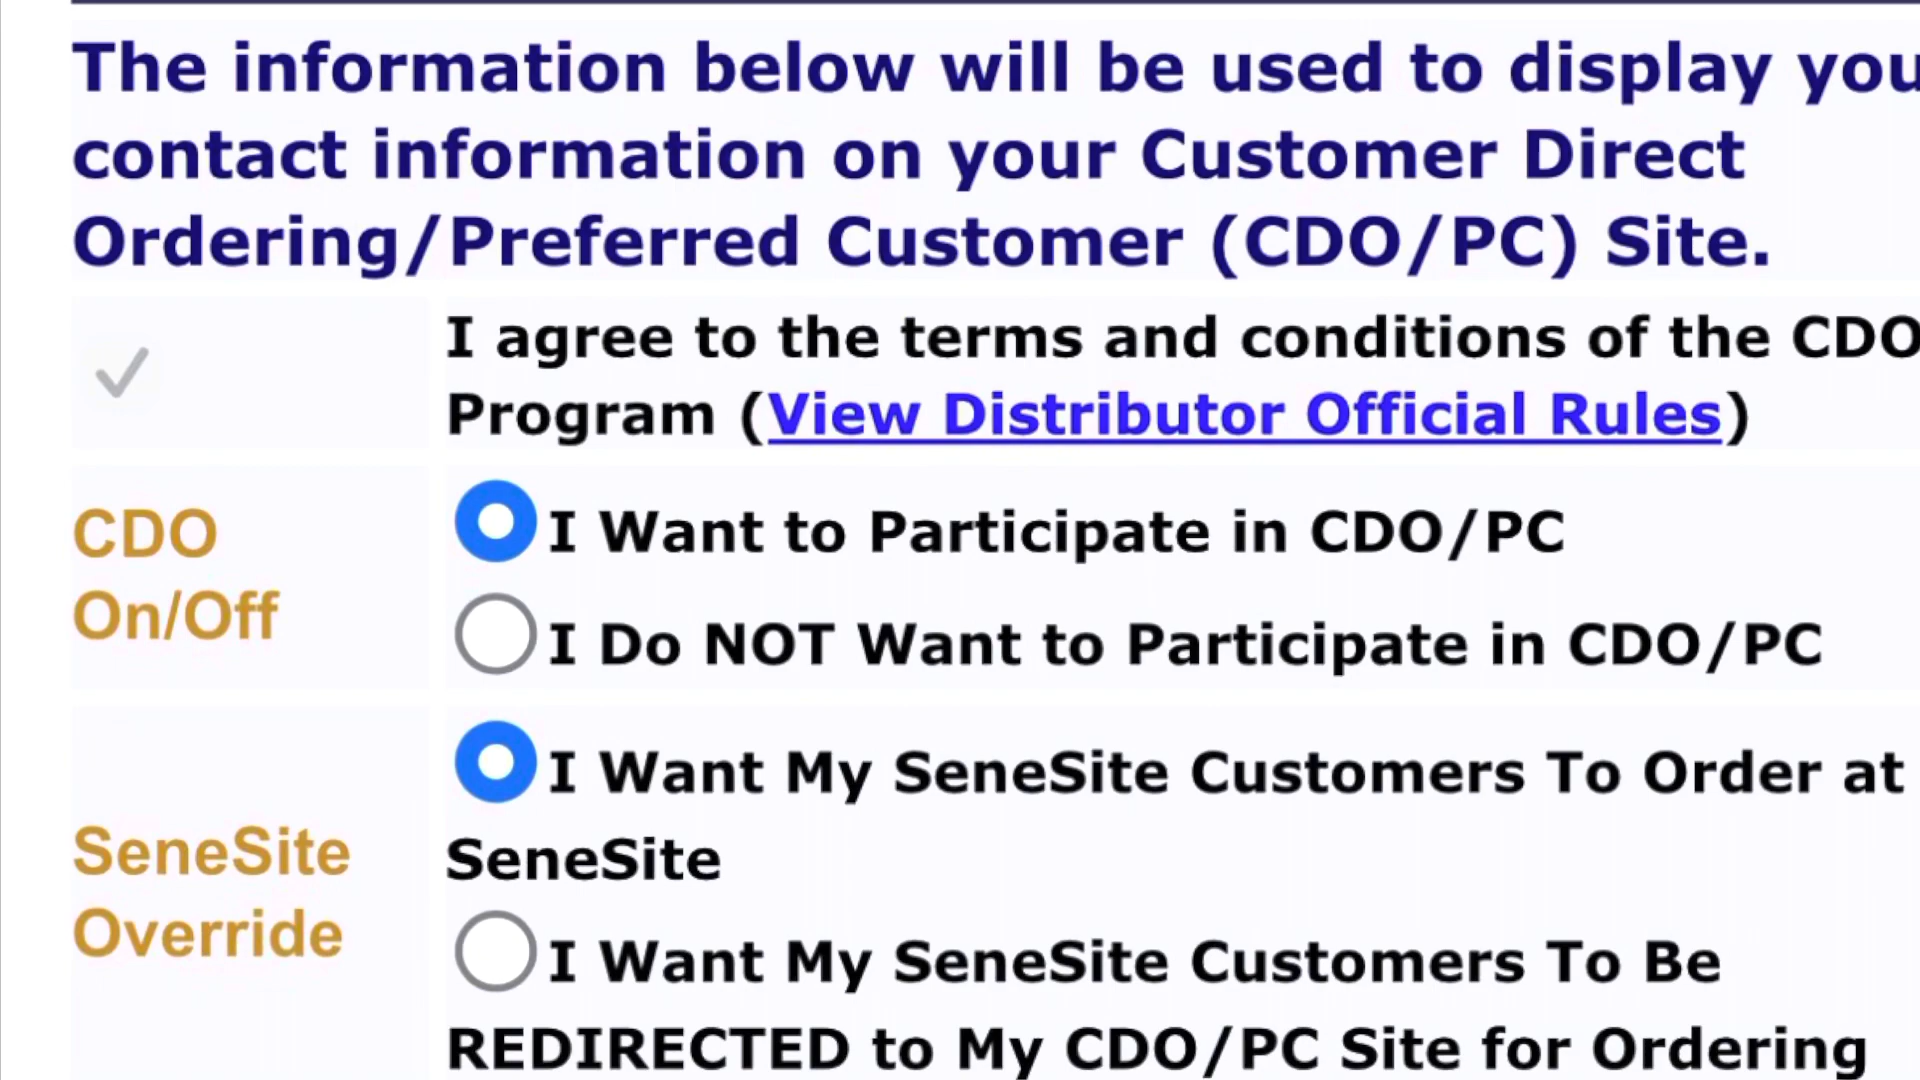 The information below will be used to display you
contact information on your Customer Direct
Ordering/Preferred Customer (CDO/PC) Site.
I agree to the terms and conditions of the CDO
Program (View Distributor Official Rules)
CDO
On/Off
I Want to Participate in CDO/PC
I Do NOT Want to Participate in CDO/PC
SeneSite
Override
I Want My SeneSite Customers To Order at
SeneSite
I Want My SeneSite Customers To Be
REDIRECTED to My CDO/PC Site for Ordering